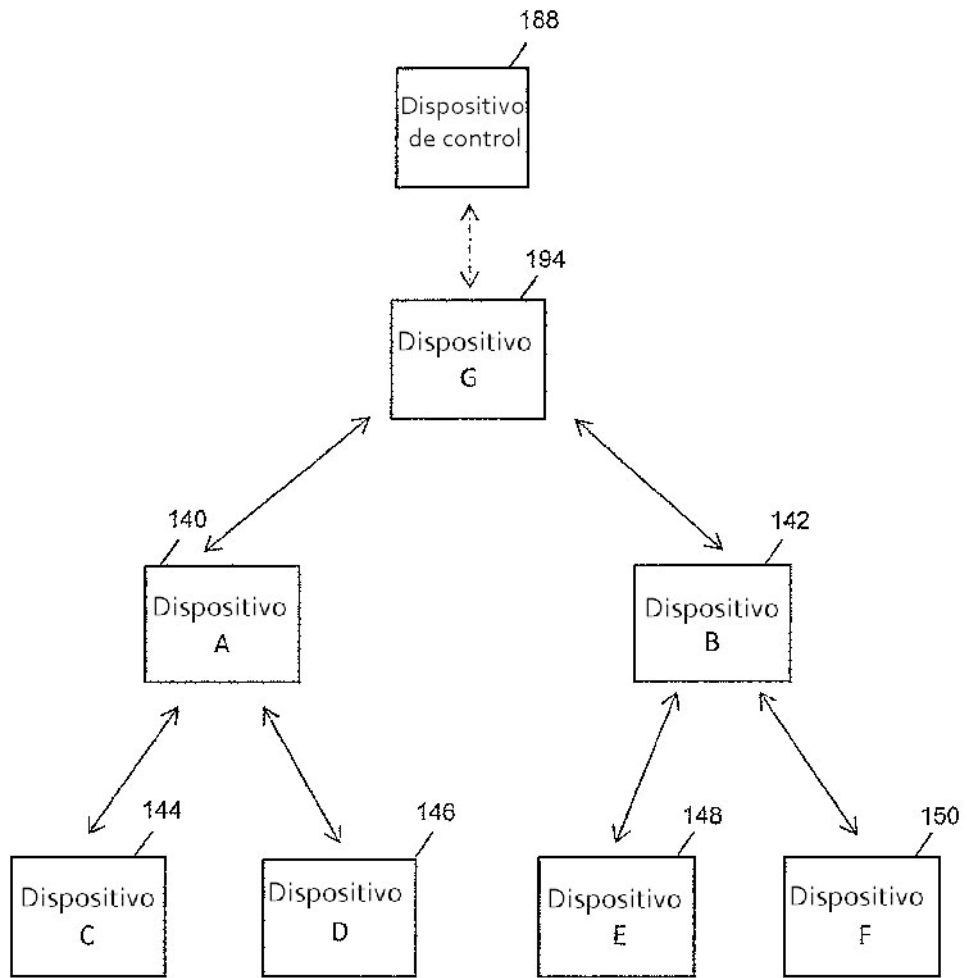 188
Dispositivo
de control
194
Dispositivo
G
140
Dispositivo
A
142
Dispositivo
B
144
Dispositivo
C
146
Dispositivo
D
148
Dispositivo
E
150
Dispositivo
F